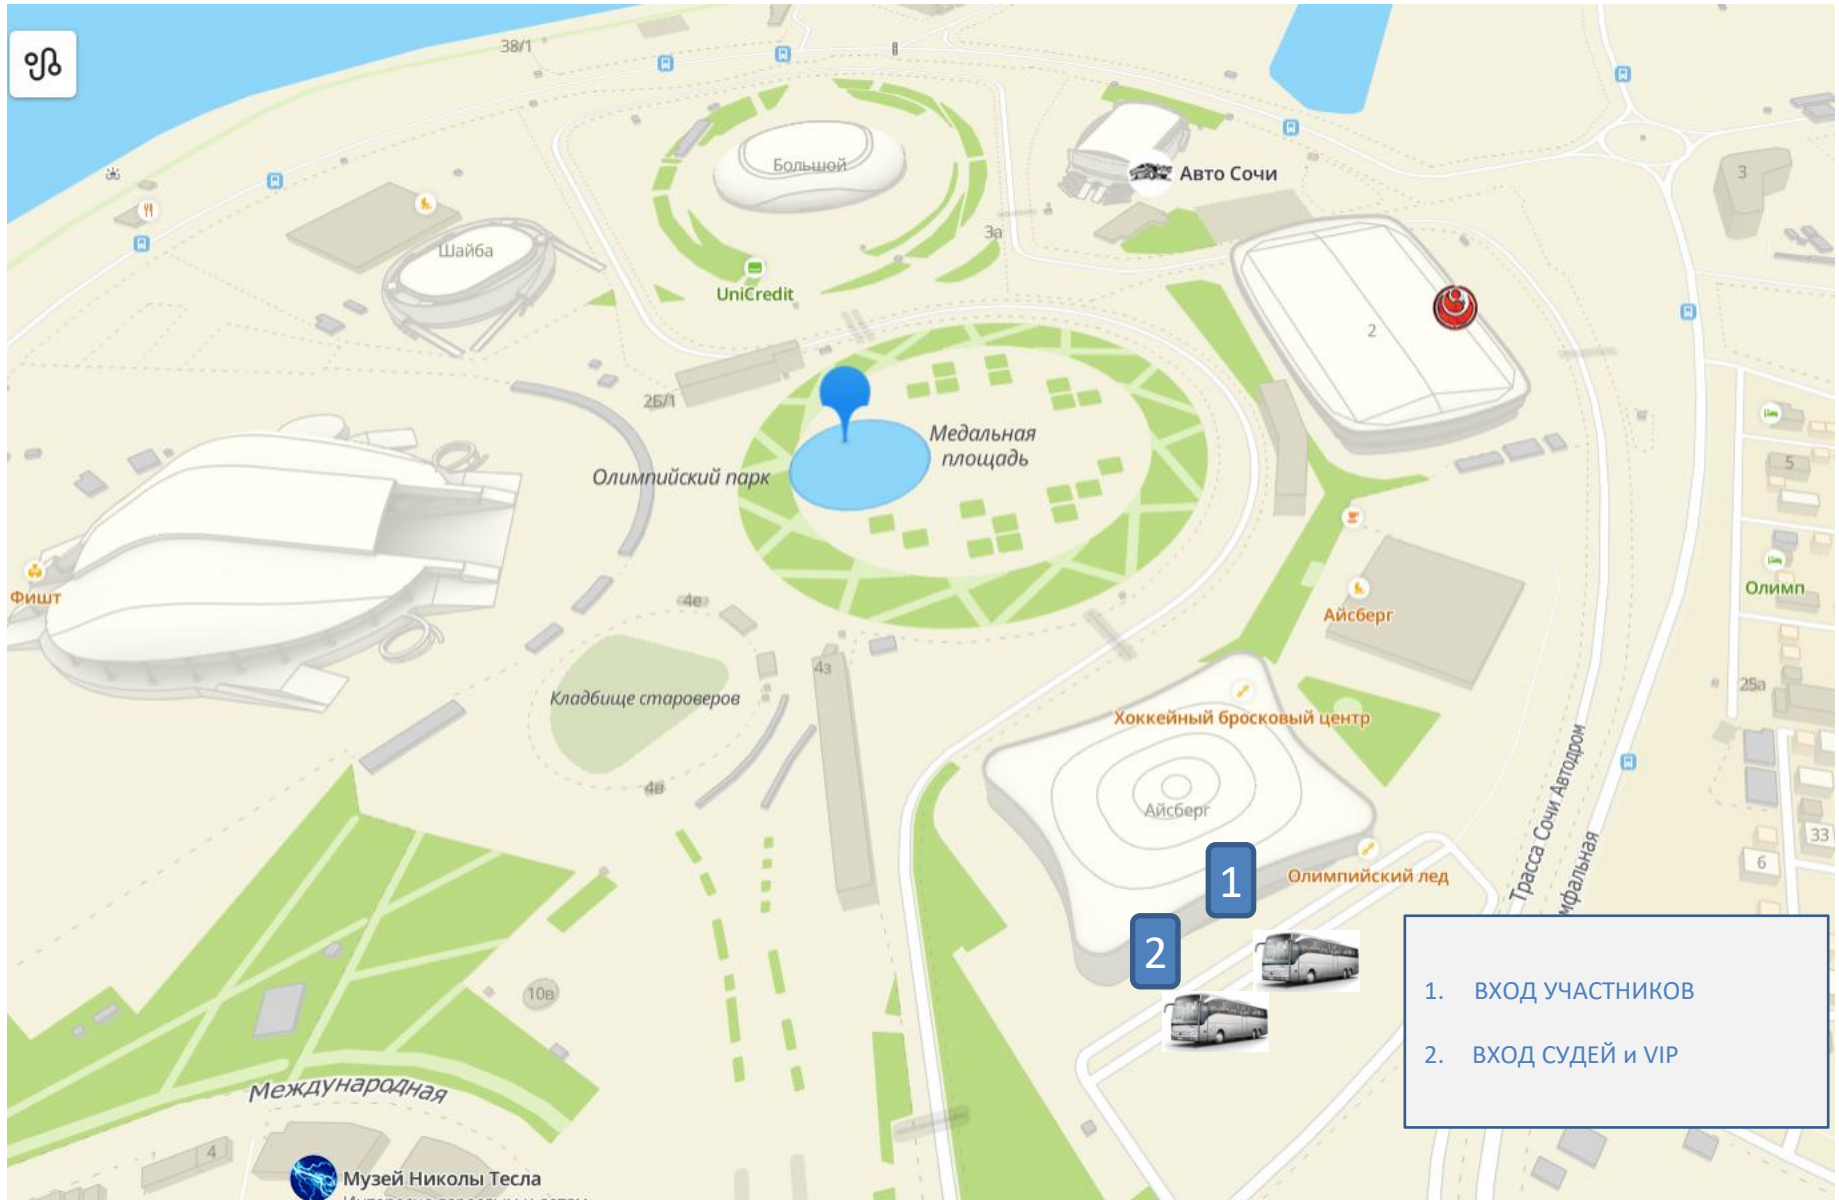 38/1
Большой
Авто Сочи
3
3а
Шайба
UniCredit
2
2Б/1
Медальная
площадь
Олимпийский парк
5
Фишт
4е
Айсберг
Олимп
4з
Кладбище староверов
25а
Хоккейный бросковый центр
4в
Айсберг
Трасса Сочи Автодром
мфальная
33
6
1
Олимпийский лед
2
10в
1. ВХОД УЧАСТНИКОВ
2. ВХОД СУДЕЙ и VIP
Международная
4
Музей Николы Тесла